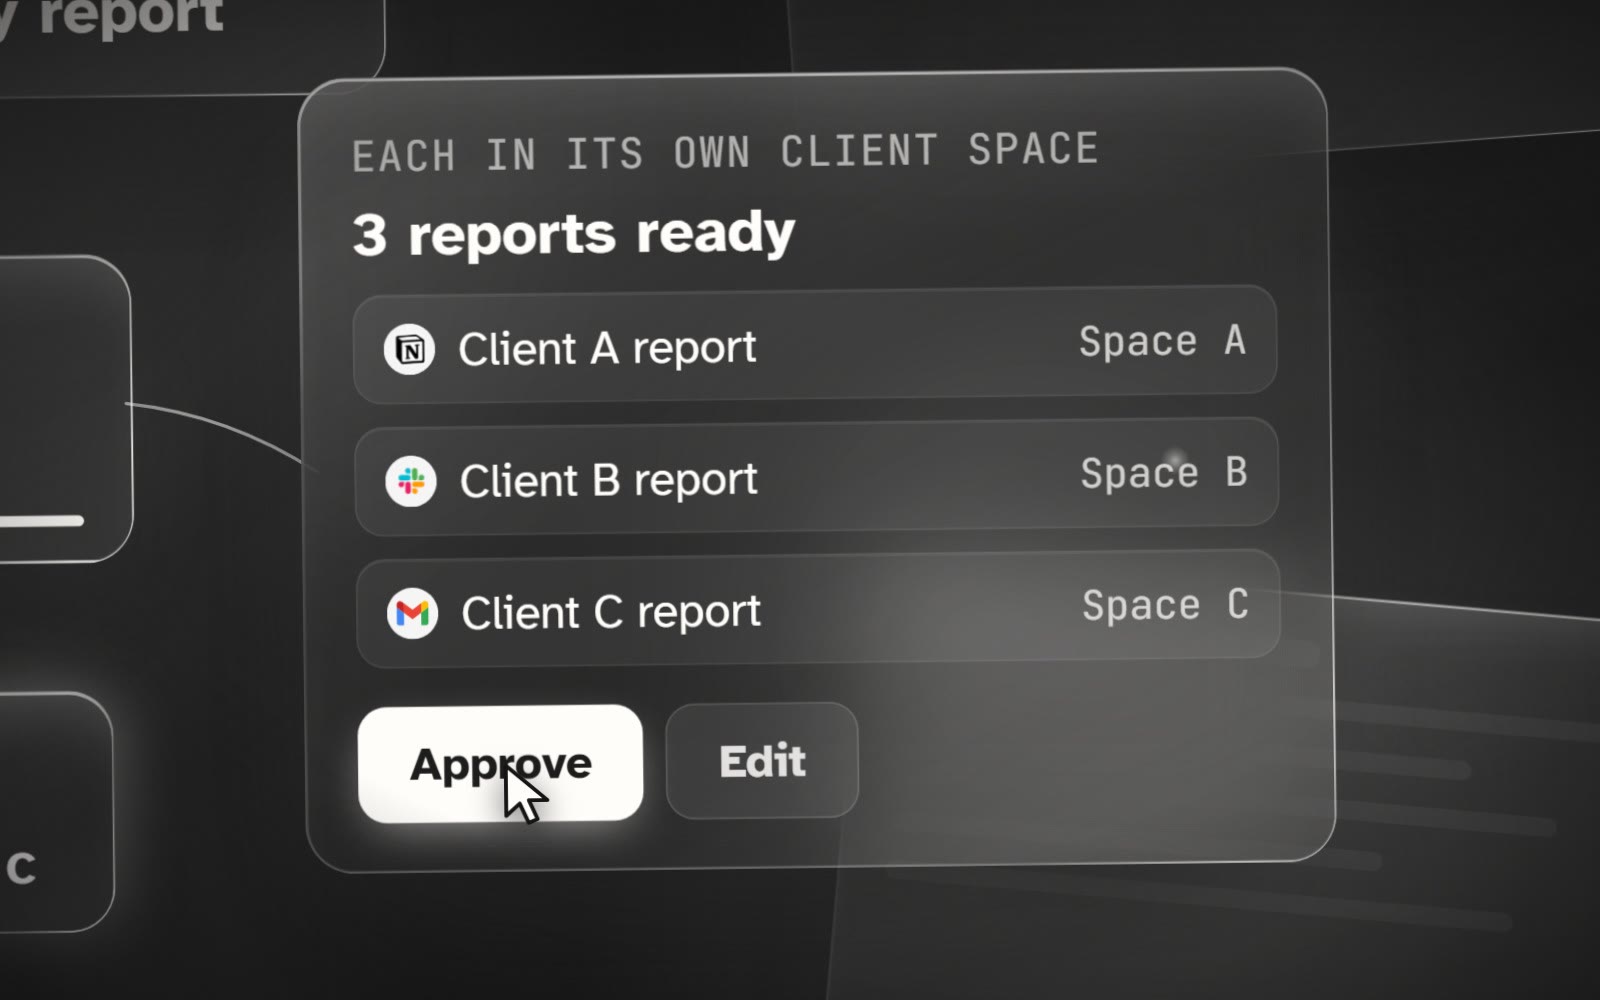 y report
EACH IN ITS OWN CLIENT SPACE
3 reports ready
Client A report Space A
Client B report Space B
Client C report Space C
Approve Edit
C